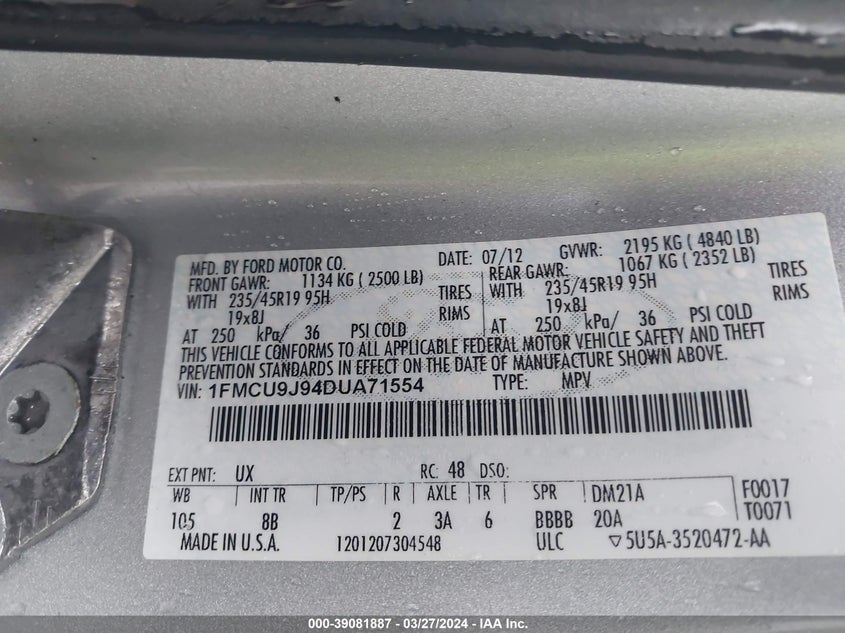 MFD. BY FORD MOTOR CO. DATE: 07/12 GVWR: 2195 KG ( 4840 LB)
FRONT GAWR: 1134 KG ( 2500 LB) REAR GAWR: 1067 KG ( 2352 LB)
WITH 235/45R19 95H TIRES WITH 235/45R19 95H TIRES
19x8J RIMS 19x8J RIMS
AT 250 kPa/ 36 PSI COLD AT 250 kPa/ 36 PSI COLD
THIS VEHICLE CONFORMS TO ALL APPLICABLE FEDERAL MOTOR VEHICLE SAFETY AND THEFT
PREVENTION STANDARDS IN EFFECT ON THE DATE OF MANUFACTURE SHOWN ABOVE.
VIN: 1FMCU9J94DUA71554 TYPE: MPV
EXT PNT: UX RC: 48 DSO:
WB INT TR TP/PS R AXLE TR SPR DM21A F0017
105 8B 2 3A 6 BBBB 20A T0071
MADE IN U.S.A. 1201207304548 ULC ▽5U5A-3520472-AA
000-39081887 - 03/27/2024 - IAA Inc.